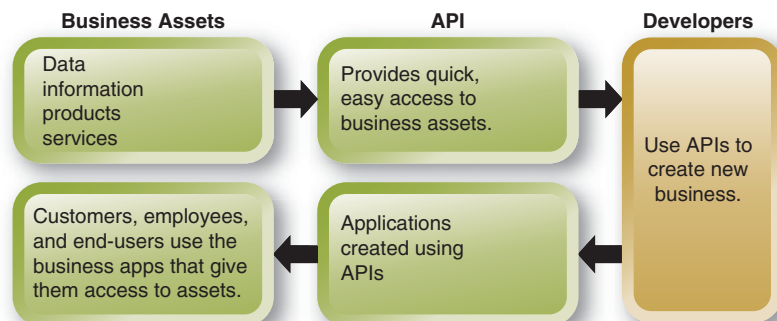 Business Assets
API
Developers
Data
information
products
services
Provides quick,
easy access to
business assets.
Use APIs to
create new
business.
Applications
created using
APIs
Customers, employees,
and end-users use the
business apps that give
them access to assets.